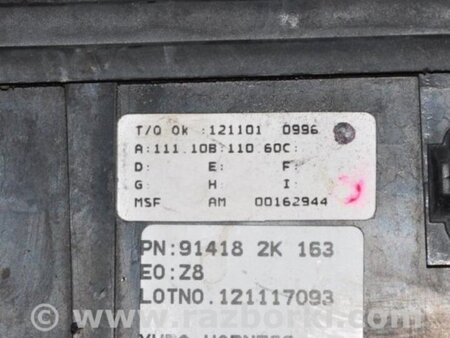 T/Q Ok :121101 0996
A:111.10B:110.60C:
D: E: F:
G: H: I:
MSF AM 00162944
PN:91418 2K 163
EO:Z8
LOTNO.121117093
www.razborki.com